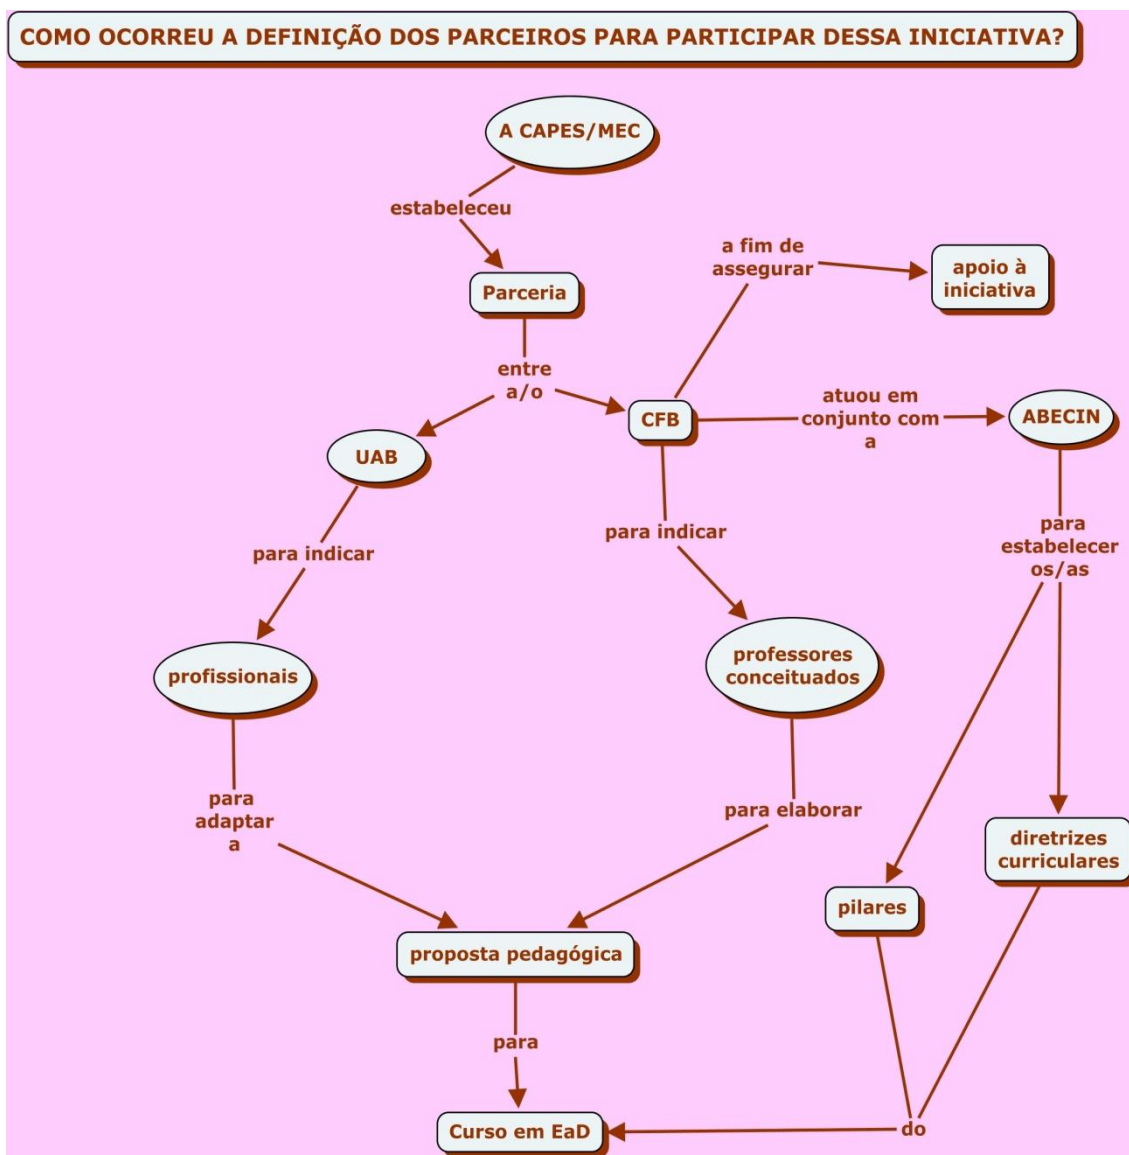 COMO OCORREU A DEFINIÇÃO DOS PARCEIROS PARA PARTICIPAR DESSA INICIATIVA?
A CAPES/MEC
estabeleceu
Parceria
a fim de
assegurar
apoio à
iniciativa
entre
a/o
UAB
CFB
atuou em
conjunto com
a
ABECIN
para indicar
para indicar
para
estabelecer
os/as
profissionais
professores
conceituados
para
adaptar
a
para elaborar
diretrizes
curriculares
pilares
proposta pedagógica
para
Curso em EaD
do